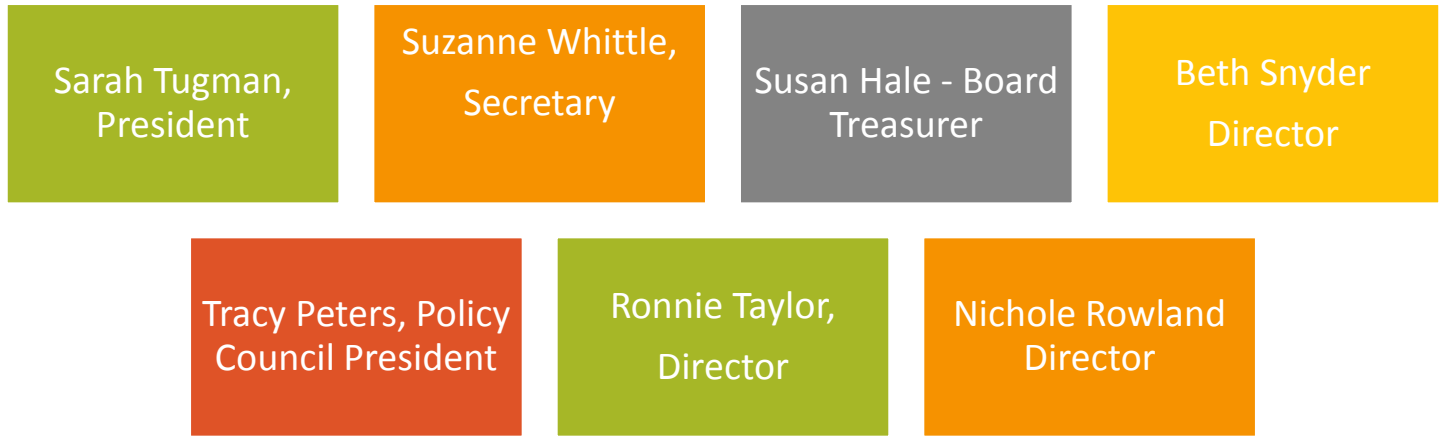 Sarah Tugman,
President
Suzanne Whittle,
Secretary
Susan Hale - Board
Treasurer
Beth Snyder
Director
Tracy Peters, Policy
Council President
Ronnie Taylor,
Director
Nichole Rowland
Director